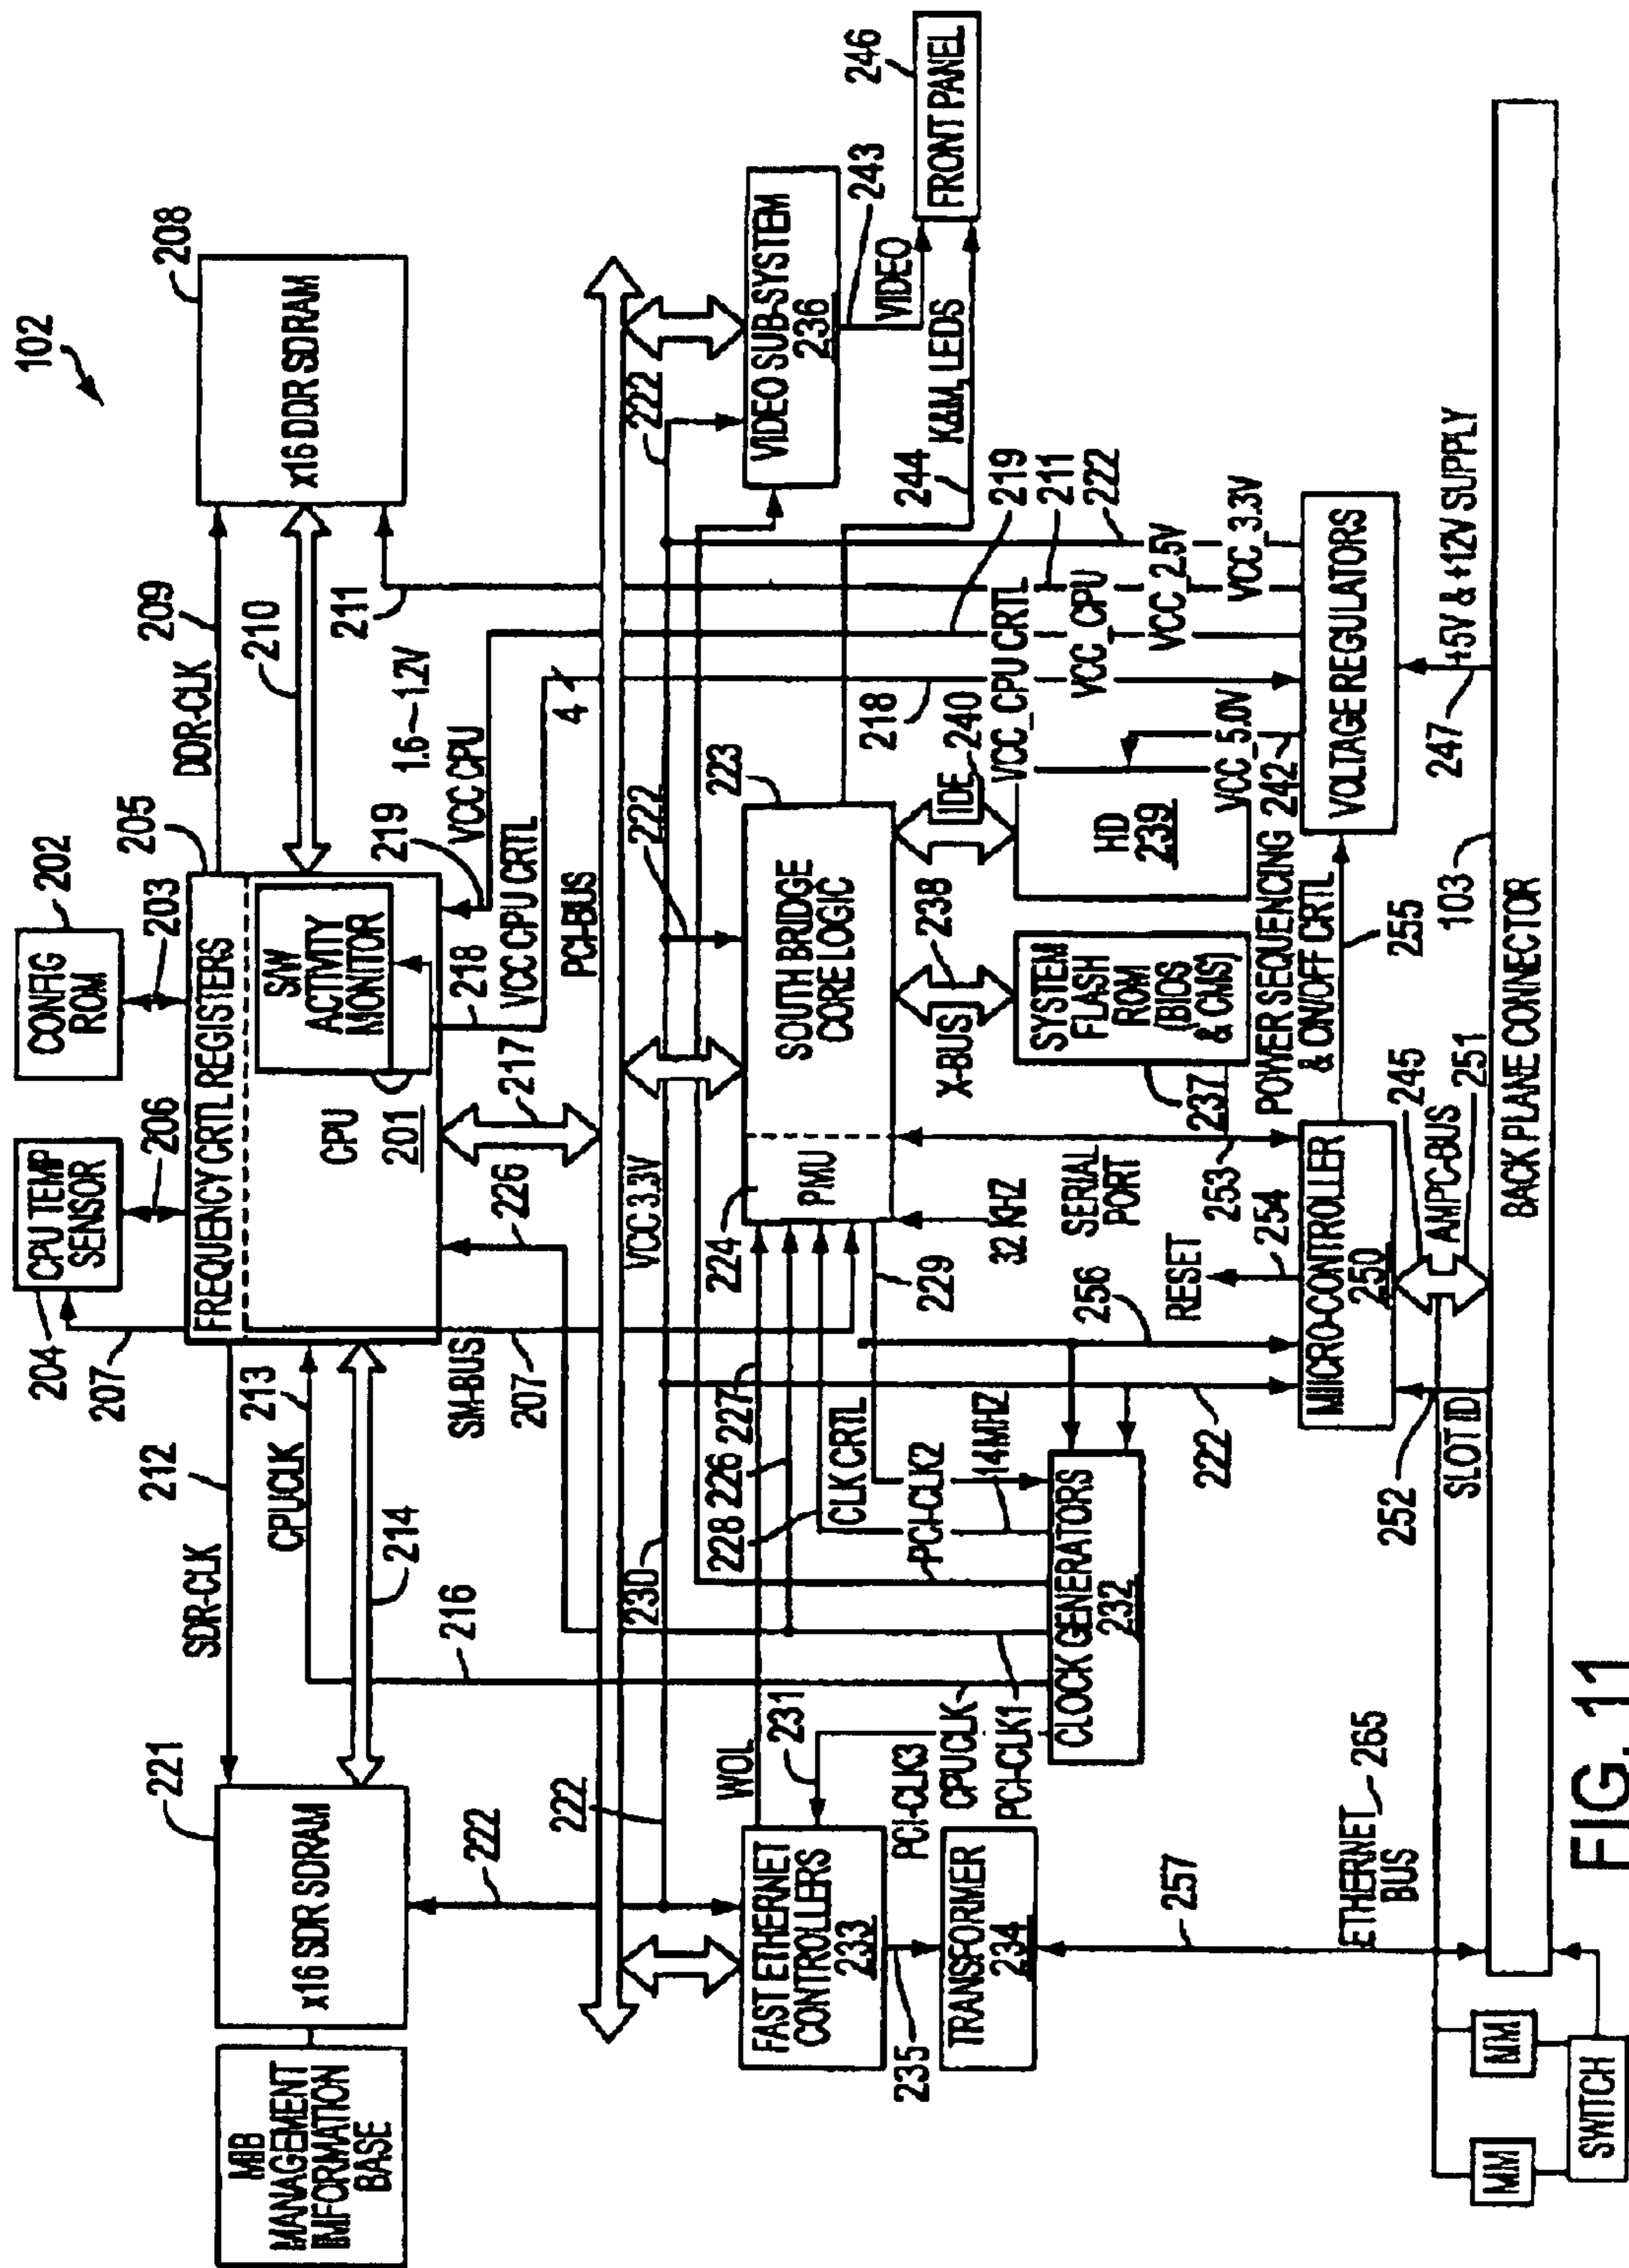 102
MIB
MANAGEMENT
IMFORMATION
BASE
221
x16 SDR SDRAM
SDR-CLK
212
CPUCLK
213
214
216
222
204
CPU TEMP
SENSOR
206
207
CONFIG
ROM
202
203
205
FREQUENCY CRTL REGISTERS
S/W
ACTIVITY
MONITOR
CPU
201
DDR-CLK
209
210
211
208
x16 DDR SDRAM
1.6~1.2V
219
VCC CPU
218
VCC CPU CRTL
4
217
226
SM-BUS
207
PCI-BUS
VCC 3.3V
222
230
222
222
WOL
227
226
228
CLK CRTL
229
231
FAST ETHERNET
CONTROLLERS
233
235
TRANSFORMER
234
PCI-CLK3
CPUCLK
PCI-CLK1
PCI-CLK2
14MHZ
CLOCK GENERATORS
232
224
PMU
SOUTH BRIDGE
CORE LOGIC
223
32 KHZ
SERIAL
PORT
X-BUS
238
IDE
240
SYSTEM
FLASH
ROM
(BIOS
& CMS)
237
HD
239
VIDEO SUB-SYSTEM
236
243
VIDEO
244
KAM, LEDS
FRONT PANEL
246
218
VCC_CPU CRTL
219
VCC_CPU
211
VCC_2.5V
222
VCC_3.3V
VCC_5.0V
242
VOLTAGE REGULATORS
247
+5V & +12V SUPPLY
POWER SEQUENCING
& ON/OFF CRTL
255
253
RESET
254
256
222
MIICRO-CONTROLLER
250
252
SLOT ID
245
AMPC-BUS
251
103
BACK PLANE CONNECTOR
257
ETHERNET
BUS
265
MM
MM
SWITCH
FIG. 11